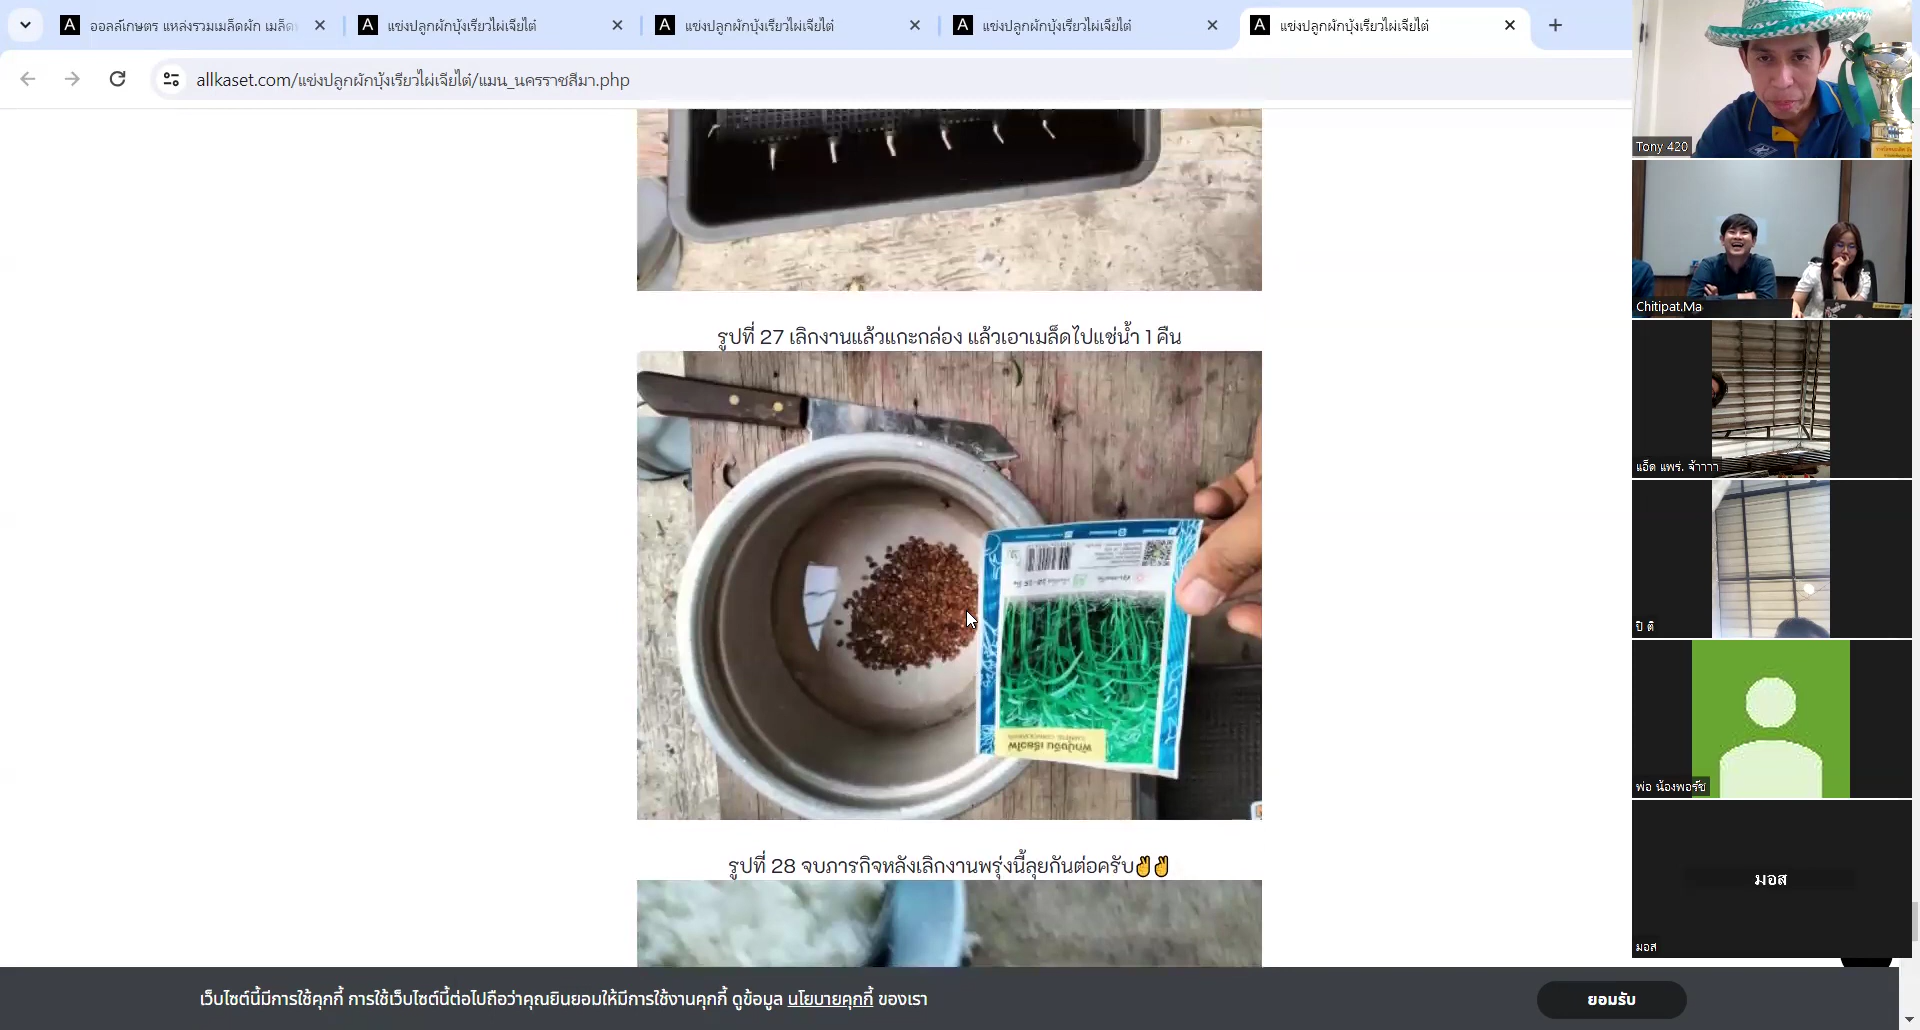 ออลล์เกษตร แหล่งรวมเมล็ดผัก เมล็ด
แข่งปลูกผักบุ้งเรียวไผ่เจียไต๋
แข่งปลูกผักบุ้งเรียวไผ่เจียไต๋
แข่งปลูกผักบุ้งเรียวไผ่เจียไต๋
แข่งปลูกผักบุ้งเรียวไผ่เจียไต๋
allkaset.com/แข่งปลูกผักบุ้งเรียวไผ่เจียไต๋/แมน_นครราชสีมา.php
รูปที่ 27 เลิกงานแล้วแกะกล่อง แล้วเอาเมล็ดไปแช่น้ำ 1 คืน
ผักบุ้งจีน เรียวไผ่
รูปที่ 28 จบภารกิจหลังเลิกงานพรุ่งนี้ลุยกันต่อครับ✌✌
เว็บไซต์นี้มีการใช้คุกกี้ การใช้เว็บไซต์นี้ต่อไปถือว่าคุณยินยอมให้มีการใช้งานคุกกี้ ดูข้อมูล นโยบายคุกกี้ ของเรา
ยอมรับ
Tony 420
Chitipat.Ma
แอ็ด แพร่. จ้าาาา
ปิ ติ
พ่อ น้องพอร์ช
มอส
มอส